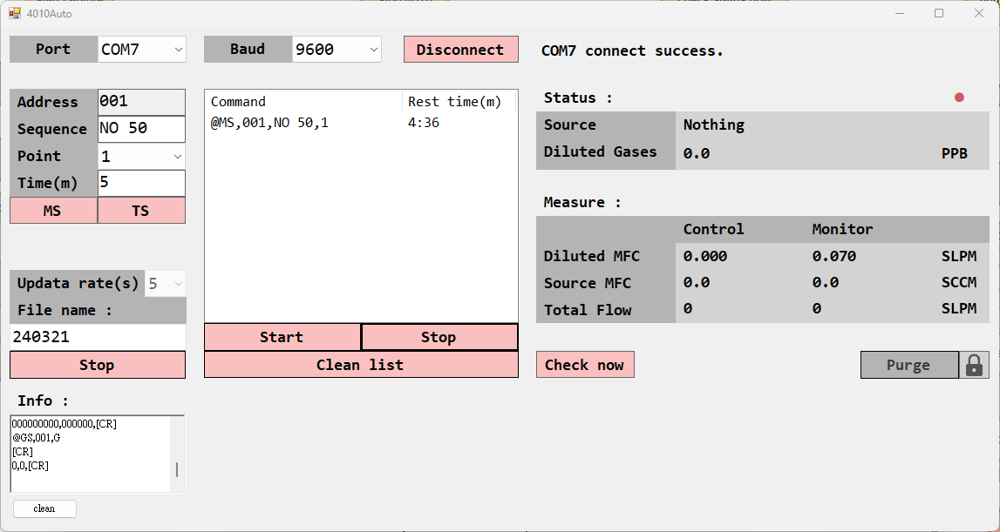 4010Auto
Port COM7 Baud 9600 Disconnect COM7 connect success.
Address 001
Sequence NO 50
Point 1
Time(m) 5
MS TS
Updata rate(s) 5
File name :
240321
Stop
Info :
000000000,000000,[CR]
@GS,001,G
[CR]
0,0,[CR]
clean
Command Rest time(m)
@MS,001,NO 50,1 4:36
Start Stop
Clean list
Status :
Source Nothing
Diluted Gases 0.0 PPB
Measure :
Control Monitor
Diluted MFC 0.000 0.070 SLPM
Source MFC 0.0 0.0 SCCM
Total Flow 0 0 SLPM
Check now Purge